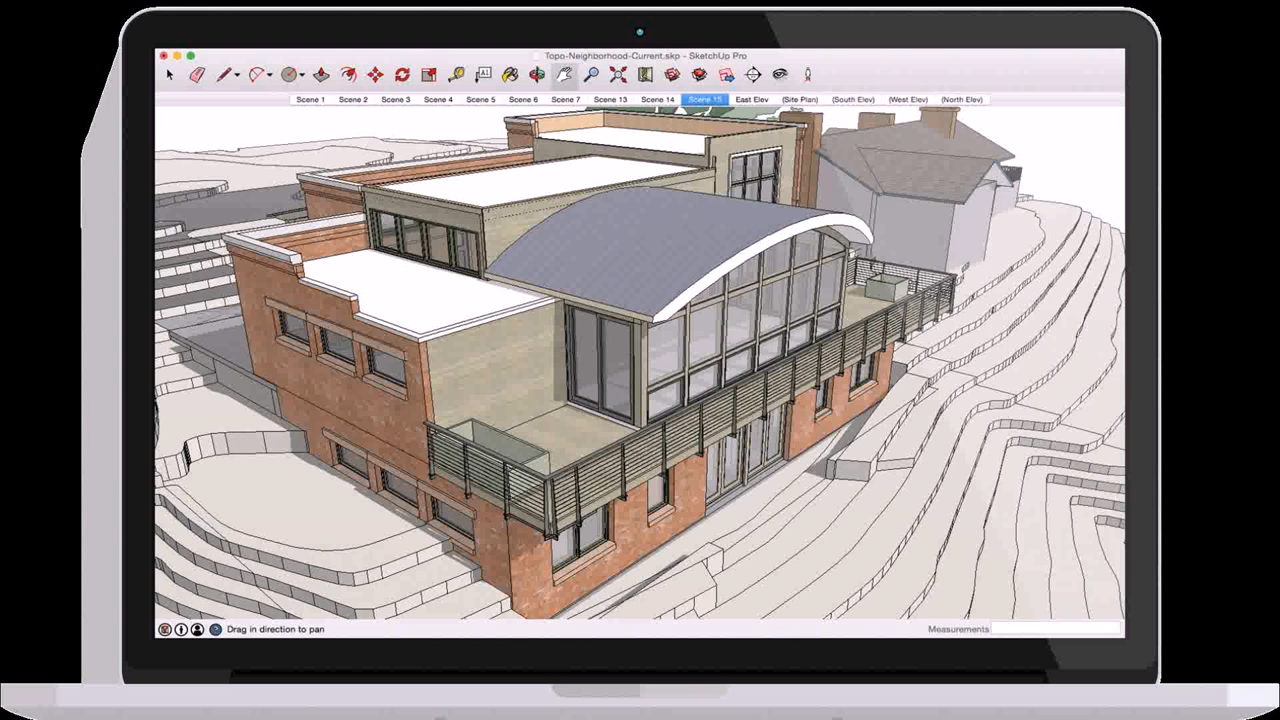 Topo-Neighborhood-Current.skp - SketchUp Pro
A1
Scene 1 Scene 2 Scene 3 Scene 4 Scene 5 Scene 6 Scene 7 Scene 13 Scene 14 Scene 15 East Elev (Site Plan) (South Elev) (West Elev) (North Elev)
Drag in direction to pan Measurements